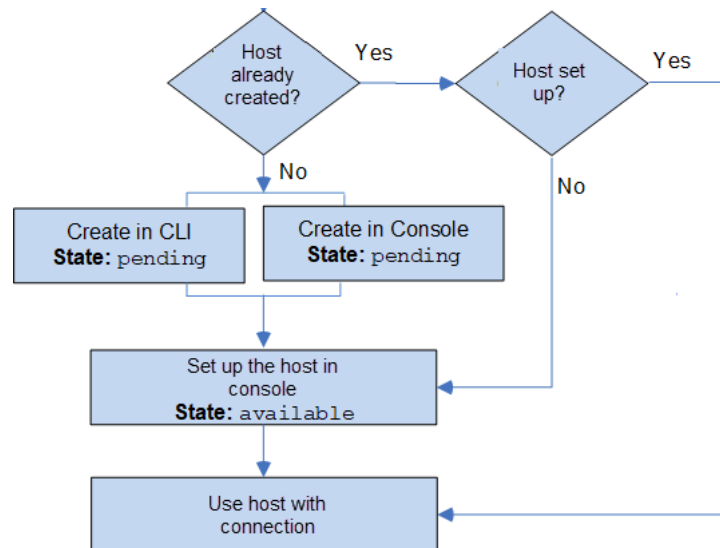 Host
already
created?
Yes
Host set
up?
Yes
No
No
Create in CLI
State: pending
Create in Console
State: pending
Set up the host in
console
State: available
Use host with
connection